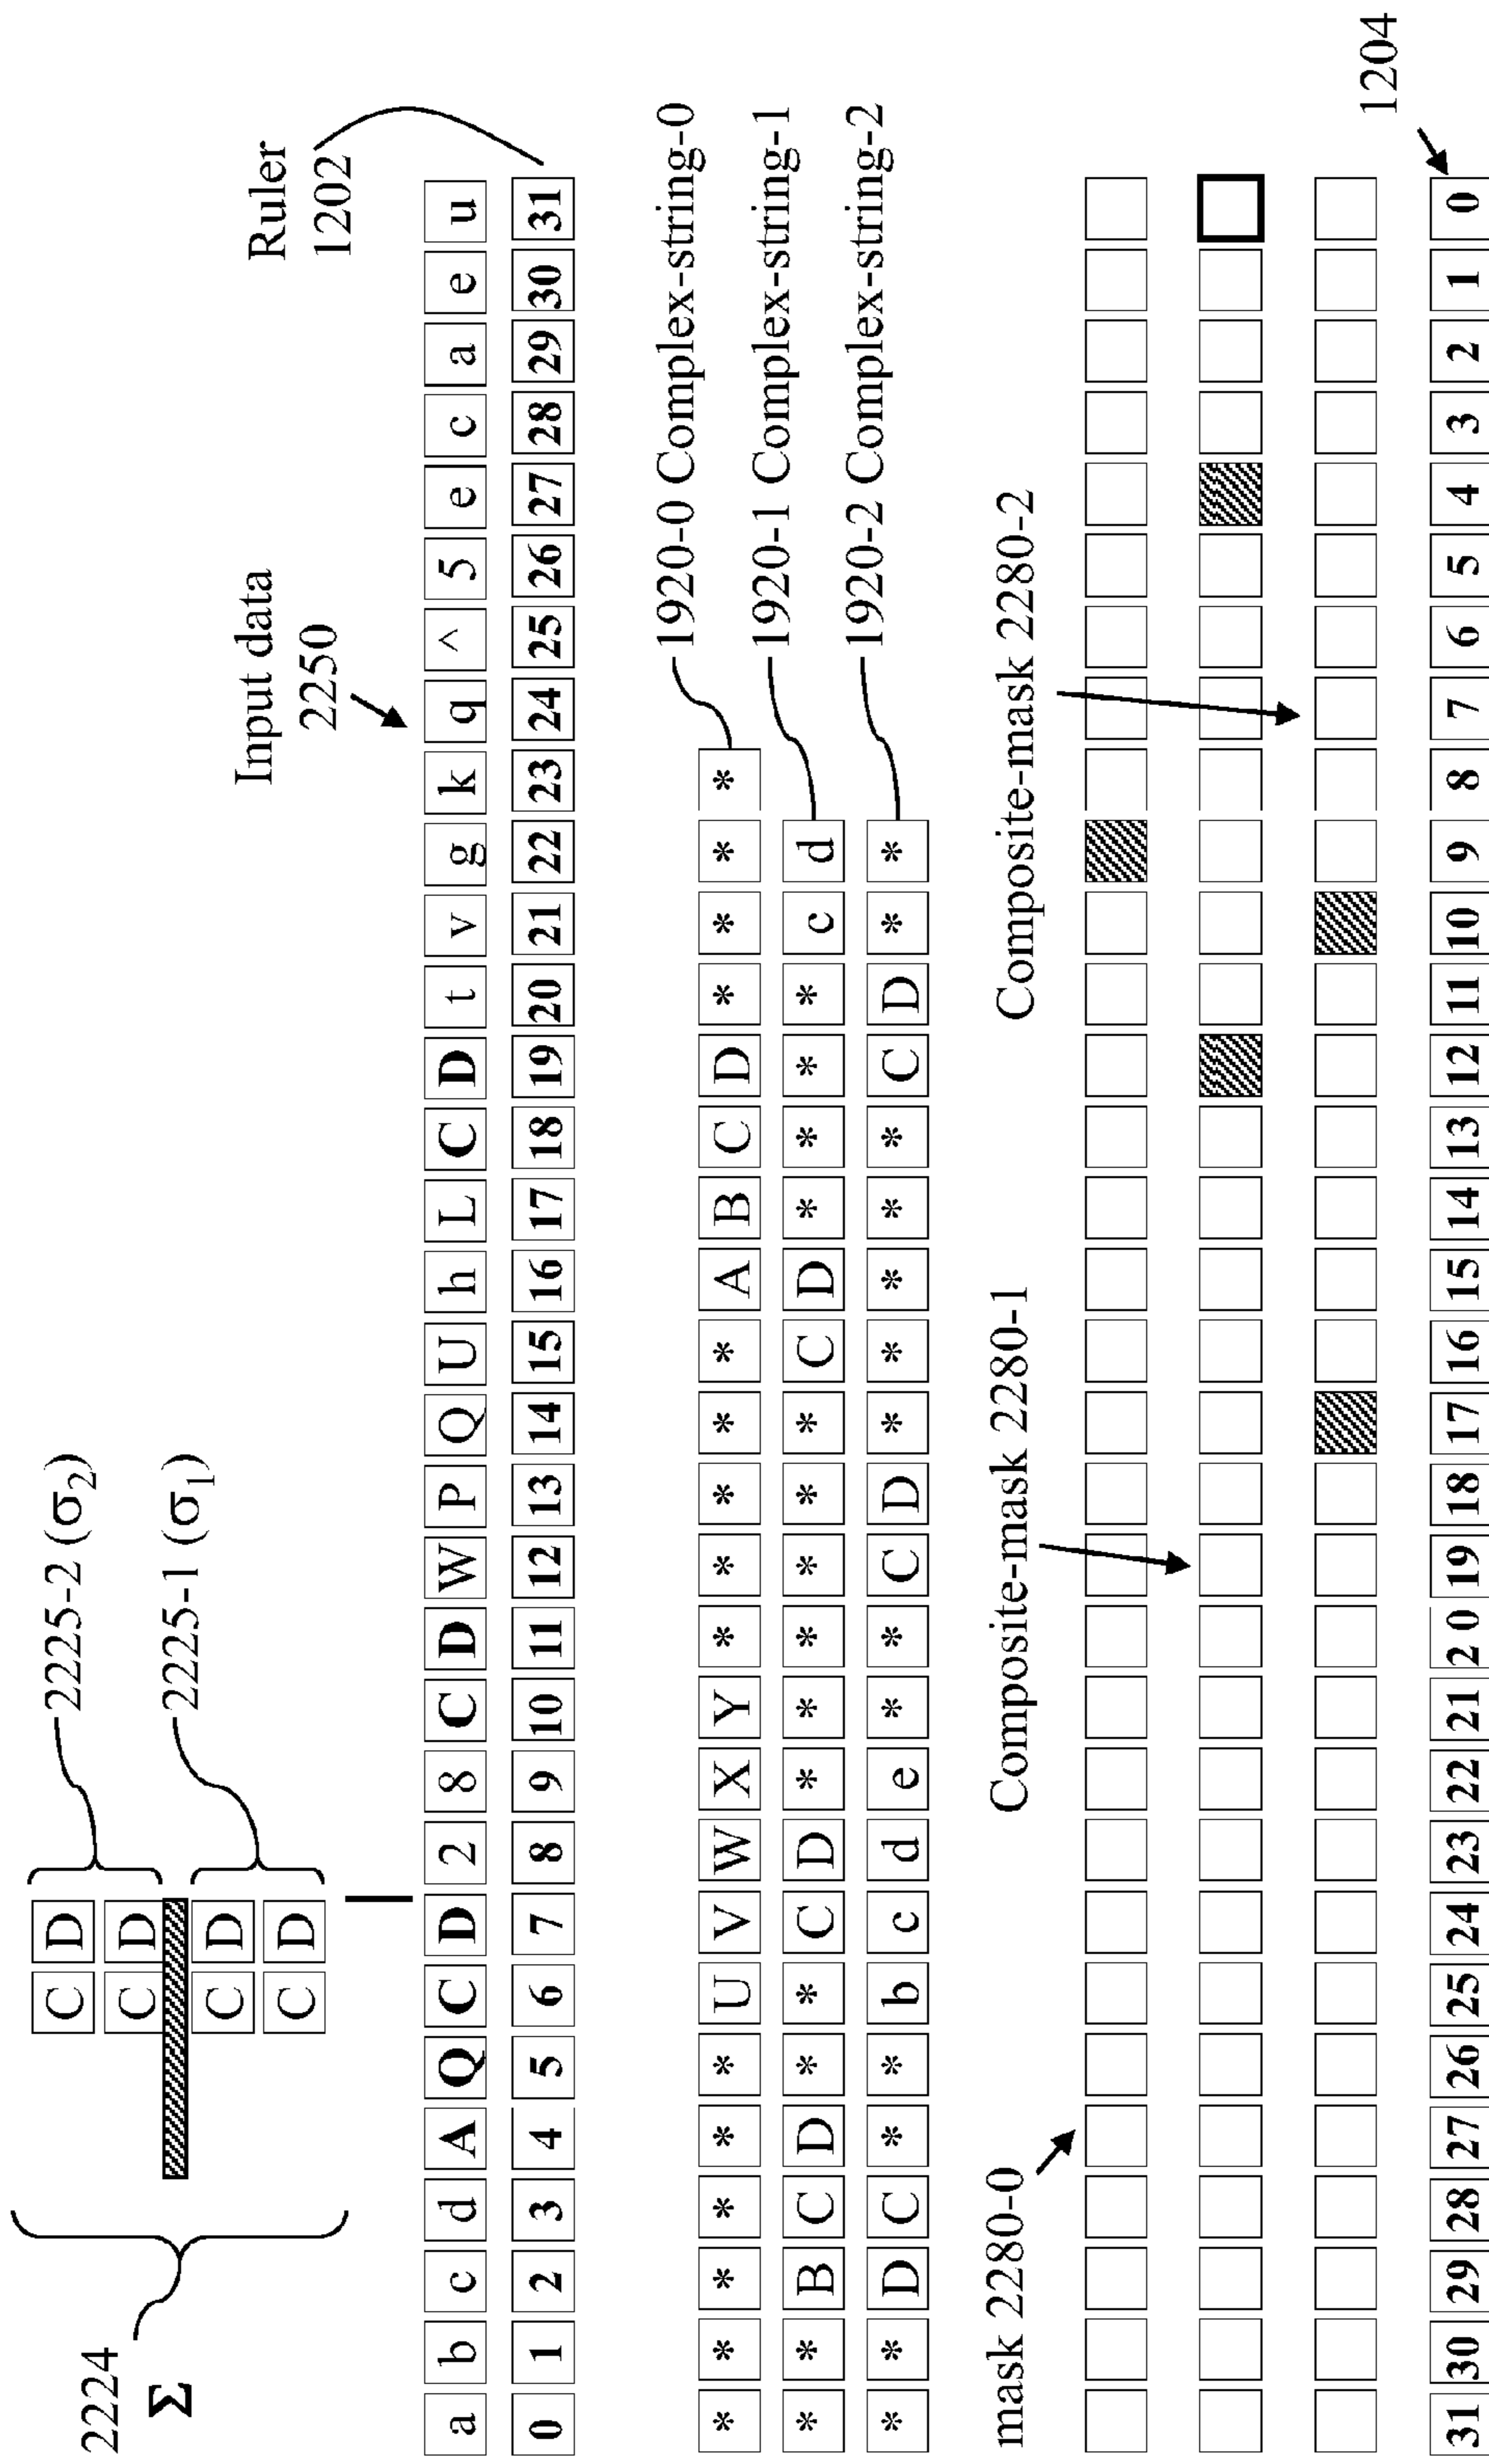 2224
Σ
C D
C D
C D
C D
2225-2 (σ2)
2225-1 (σ1)
Input data
2250
Ruler
1202
a b c d A Q C D 2 8 C D W P Q U h L C D t v g k q ^ 5 e c a e u
0 1 2 3 4 5 6 7 8 9 10 11 12 13 14 15 16 17 18 19 20 21 22 23 24 25 26 27 28 29 30 31
* * * * * * U V W X Y * * * * * A B C D * * * *
* * B C D * * C D * * * * * * C D * * * * c d
* * D C * * b c d e * * C D * * * * * C D * *
1920-0 Complex-string-0
1920-1 Complex-string-1
1920-2 Complex-string-2
mask 2280-0
Composite-mask 2280-1
Composite-mask 2280-2
1204
31 30 29 28 27 26 25 24 23 22 21 2 0 19 18 17 16 15 14 13 12 11 10 9 8 7 6 5 4 3 2 1 0